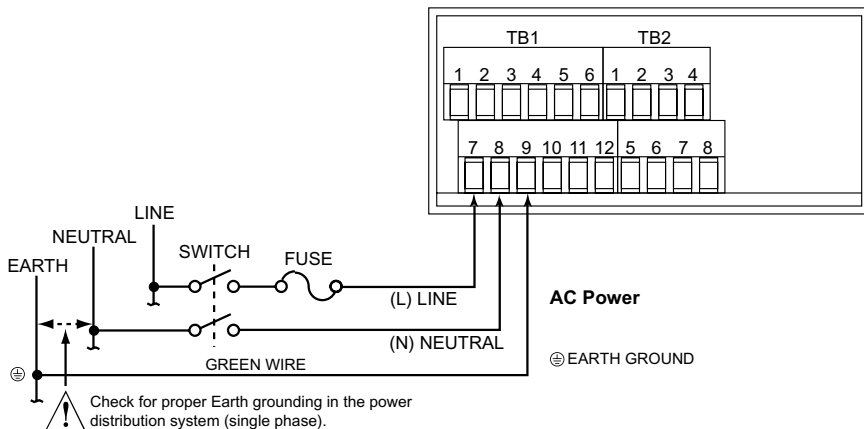 TB1 TB2
1 2 3 4 5 6 1 2 3 4
7 8 9 10 11 12 5 6 7 8
LINE
NEUTRAL
SWITCH
FUSE
EARTH
(L) LINE
AC Power
(N) NEUTRAL
GREEN WIRE
EARTH GROUND
!
Check for proper Earth grounding in the power
distribution system (single phase).